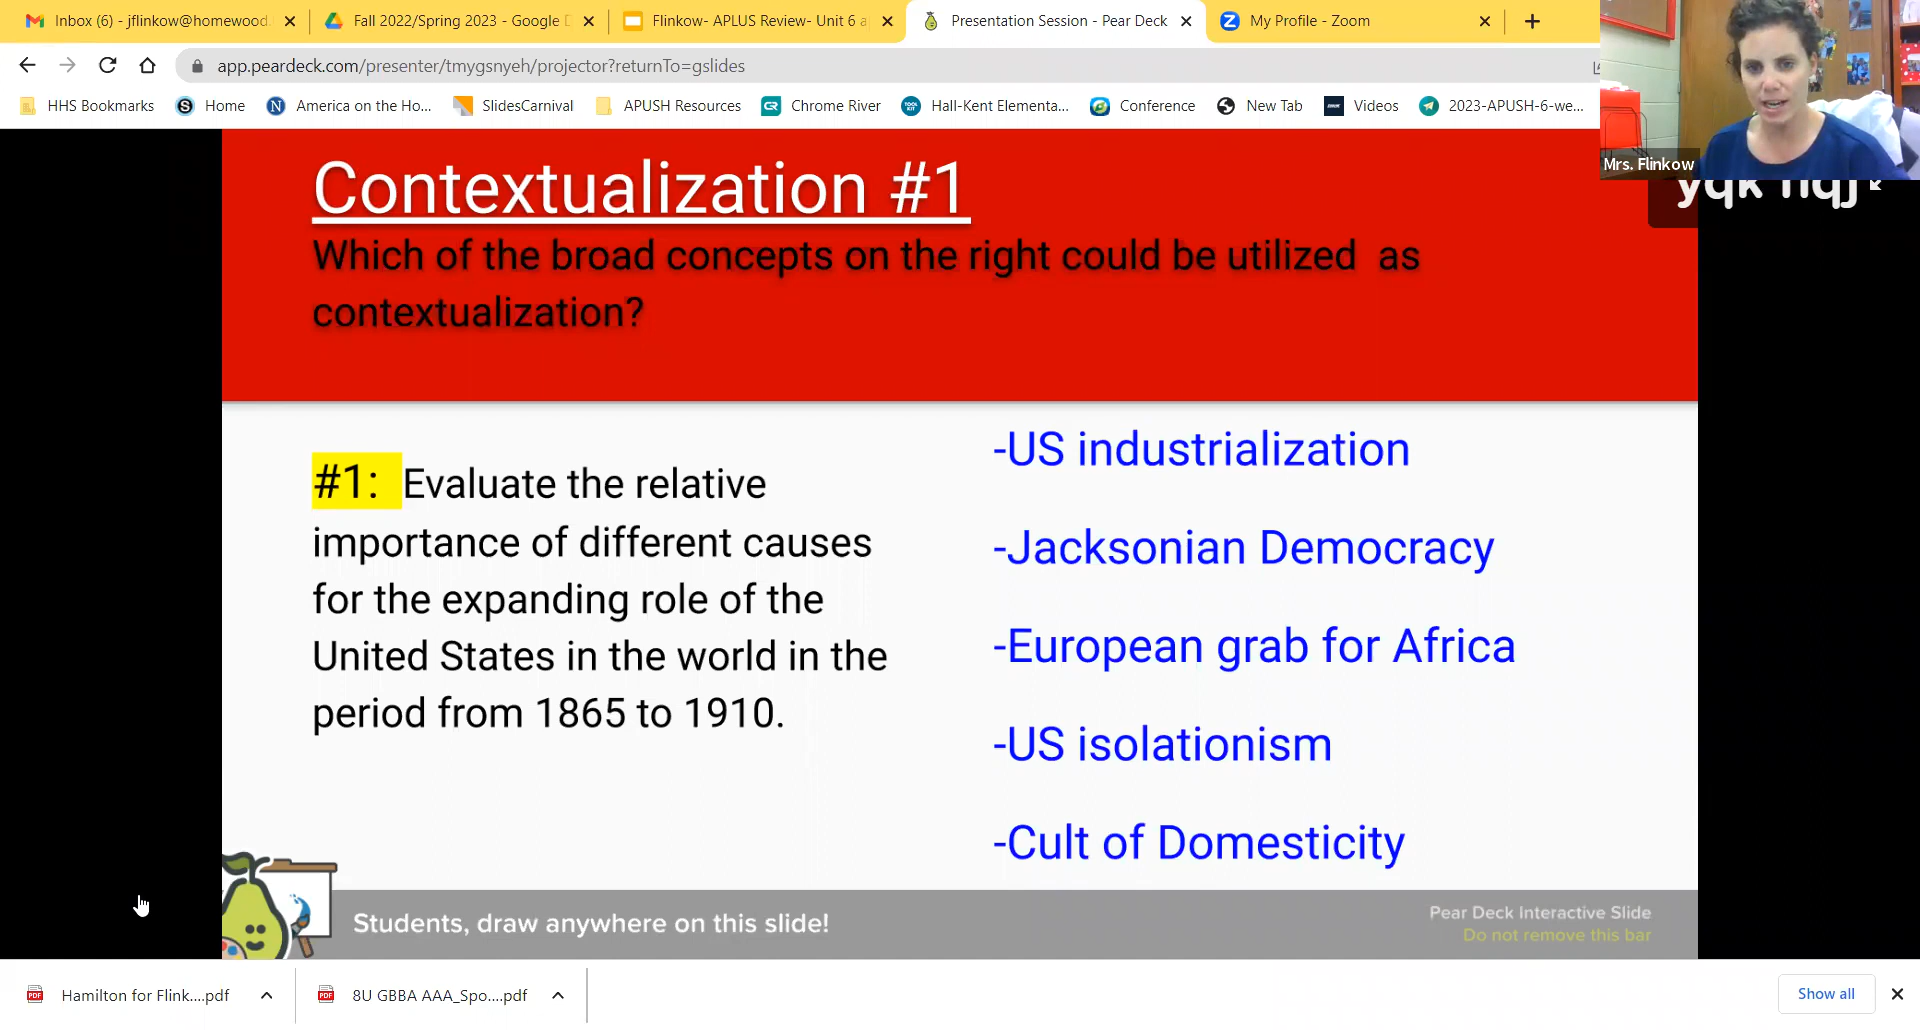 Inbox (6) - jflinkow@homewood.
Fall 2022/Spring 2023 - Google D
Flinkow- APLUS Review- Unit 6 a
Presentation Session - Pear Deck
My Profile - Zoom
app.peardeck.com/presenter/tmygsnyeh/projector?returnTo=gslides
HHS Bookmarks
Home
America on the Ho...
SlidesCarnival
APUSH Resources
Chrome River
Hall-Kent Elementa...
Conference
New Tab
Videos
2023-APUSH-6-we...
Mrs. Flinkow
Contextualization #1
Which of the broad concepts on the right could be utilized as
contextualization?
#1: Evaluate the relative
importance of different causes
for the expanding role of the
United States in the world in the
period from 1865 to 1910.
-US industrialization
-Jacksonian Democracy
-European grab for Africa
-US isolationism
-Cult of Domesticity
Students, draw anywhere on this slide!
Pear Deck Interactive Slide
Do not remove this bar
Hamilton for Flink....pdf
8U GBBA AAA_Spo....pdf
Show all